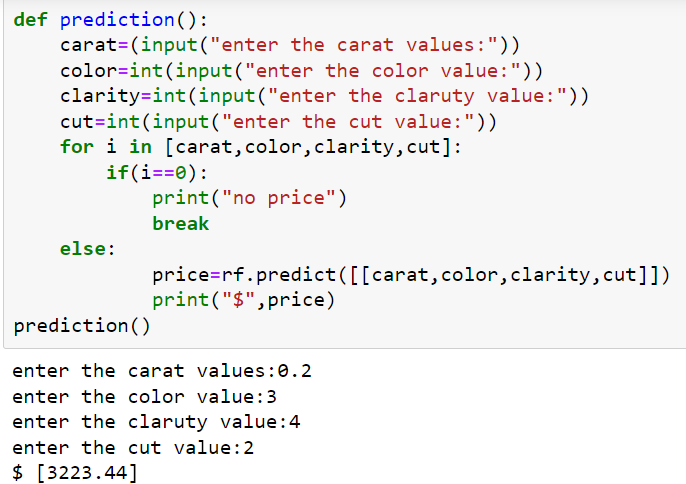 def prediction():
    carat=(input("enter the carat values:"))
    color=int(input("enter the color value:"))
    clarity=int(input("enter the claruty value:"))
    cut=int(input("enter the cut value:"))
    for i in [carat,color,clarity,cut]:
        if(i==0):
            print("no price")
            break
    else:
            price=rf.predict([[carat,color,clarity,cut]])
            print("$",price)
prediction()
enter the carat values:0.2
enter the color value:3
enter the claruty value:4
enter the cut value:2
$ [3223.44]